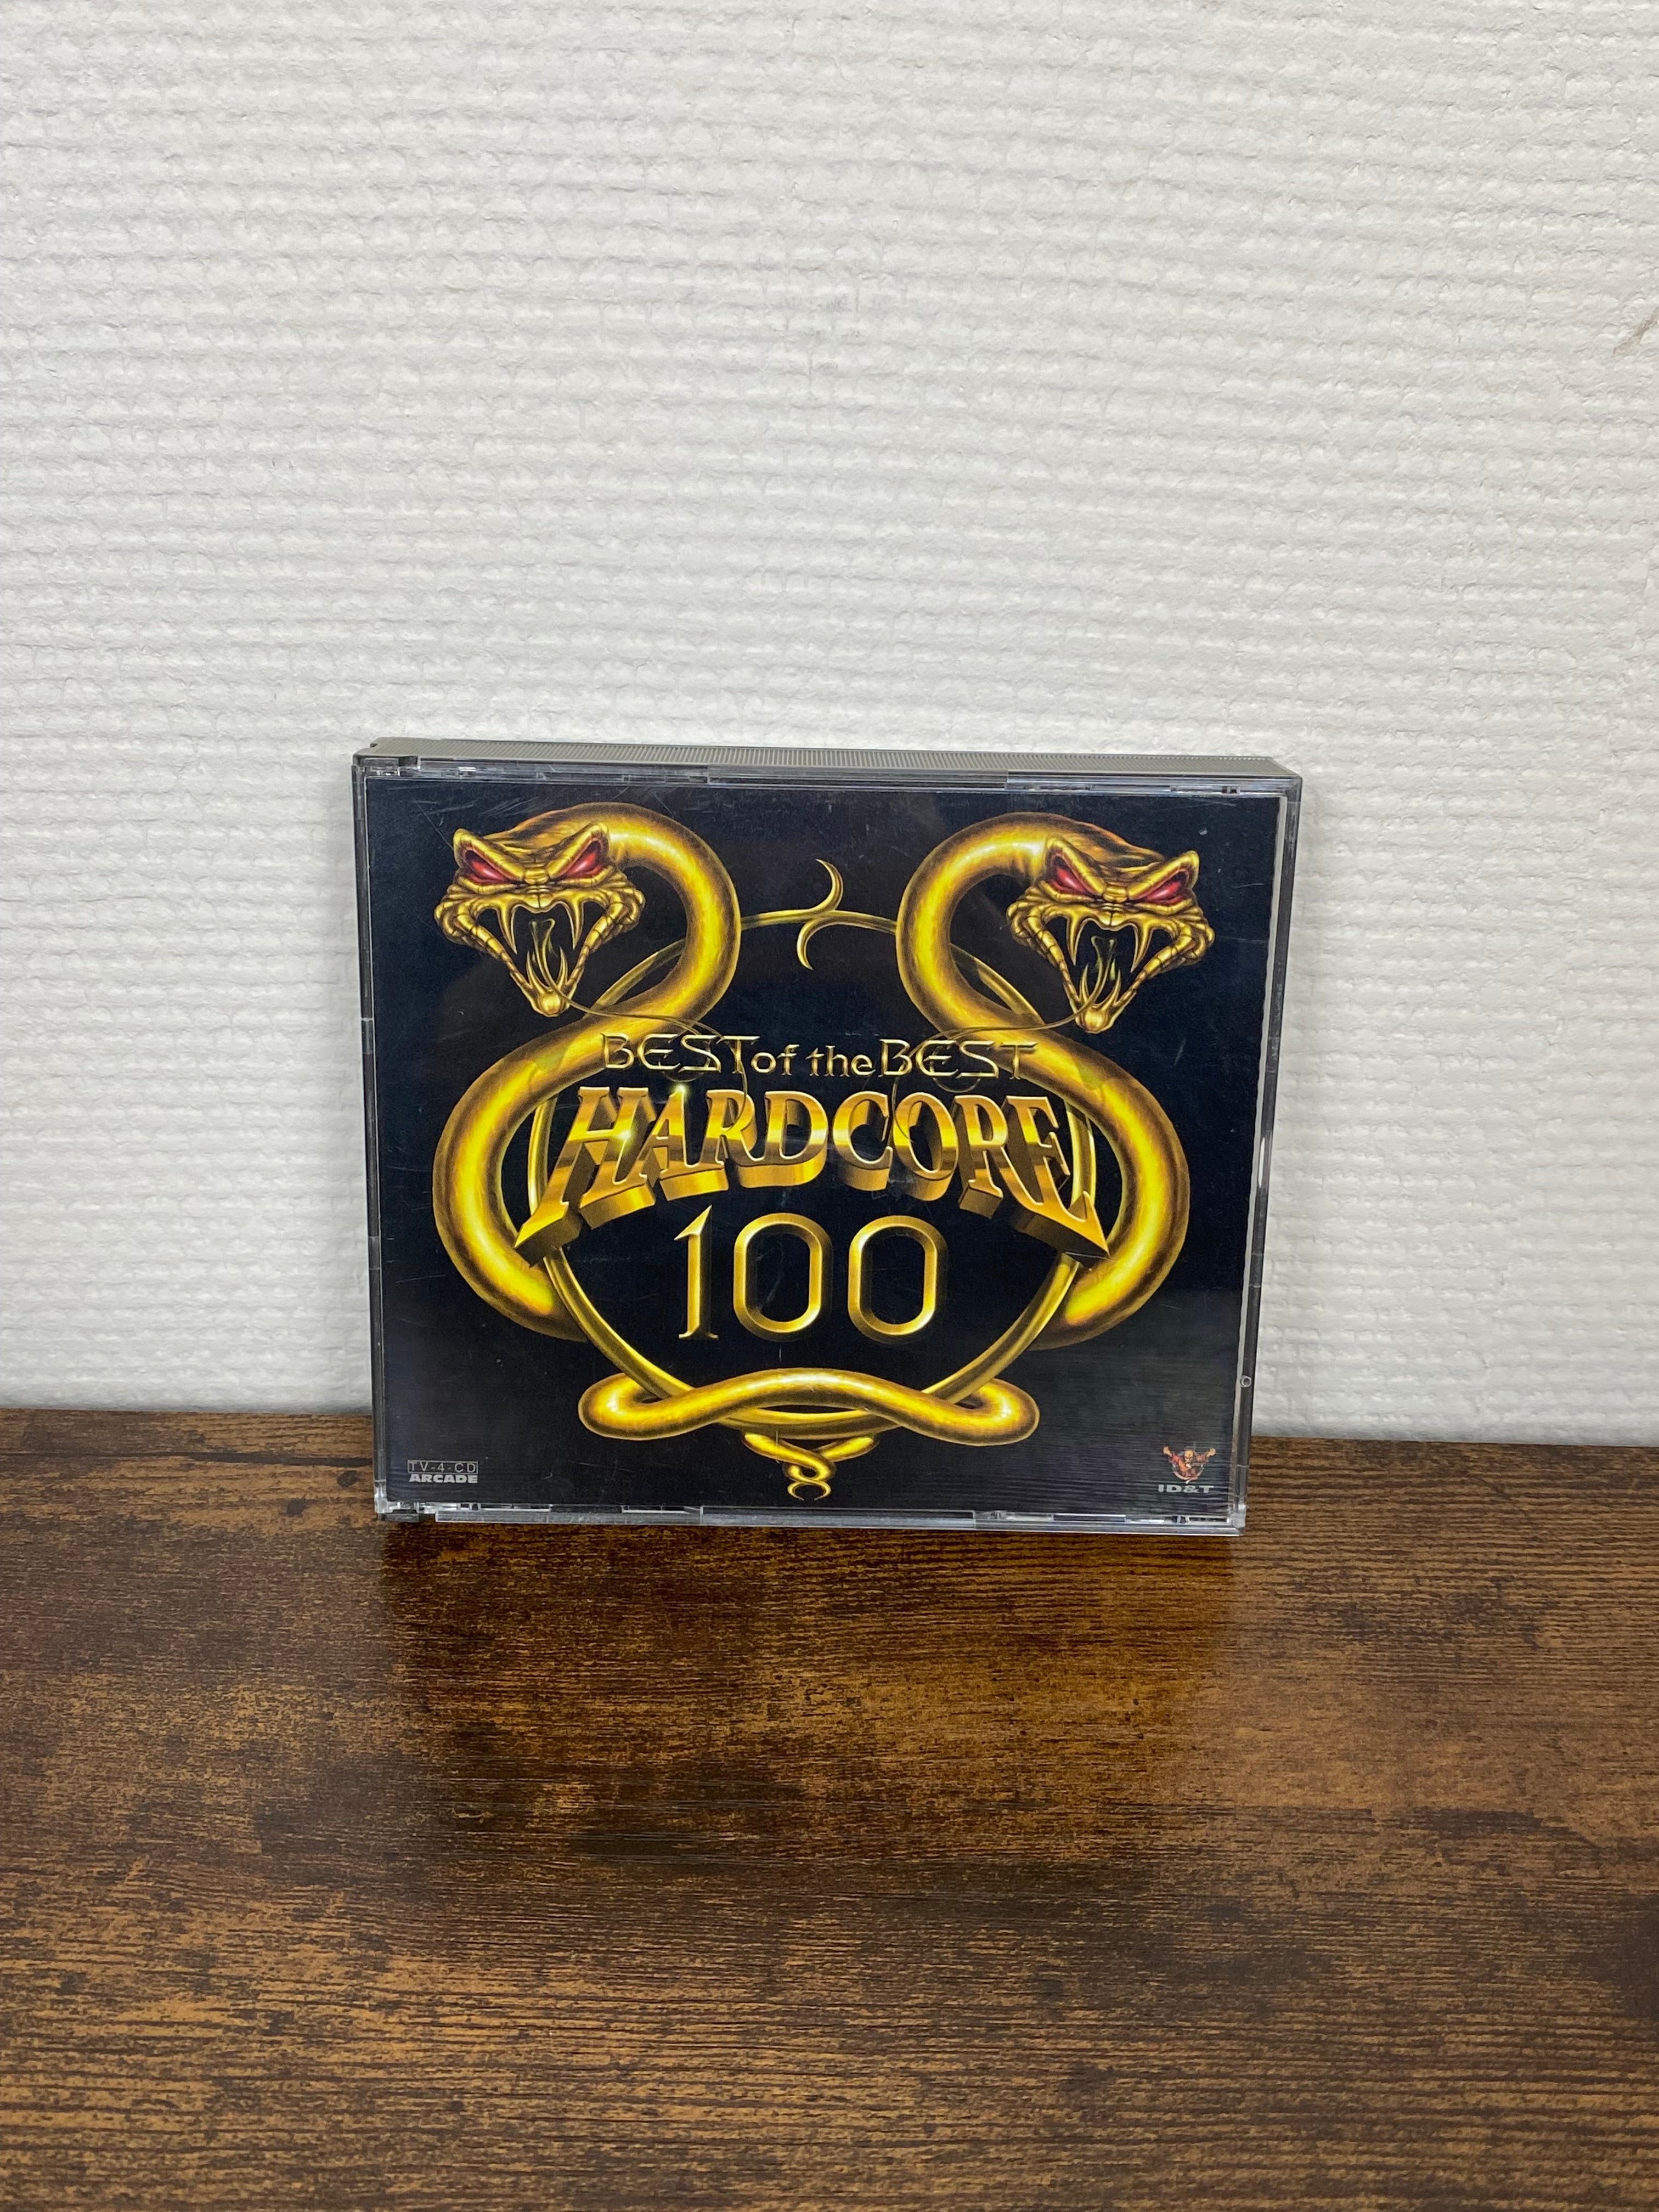 BEST of the BEST
HARDCORE
100
TV-4-CD
ARCADE
ID&T